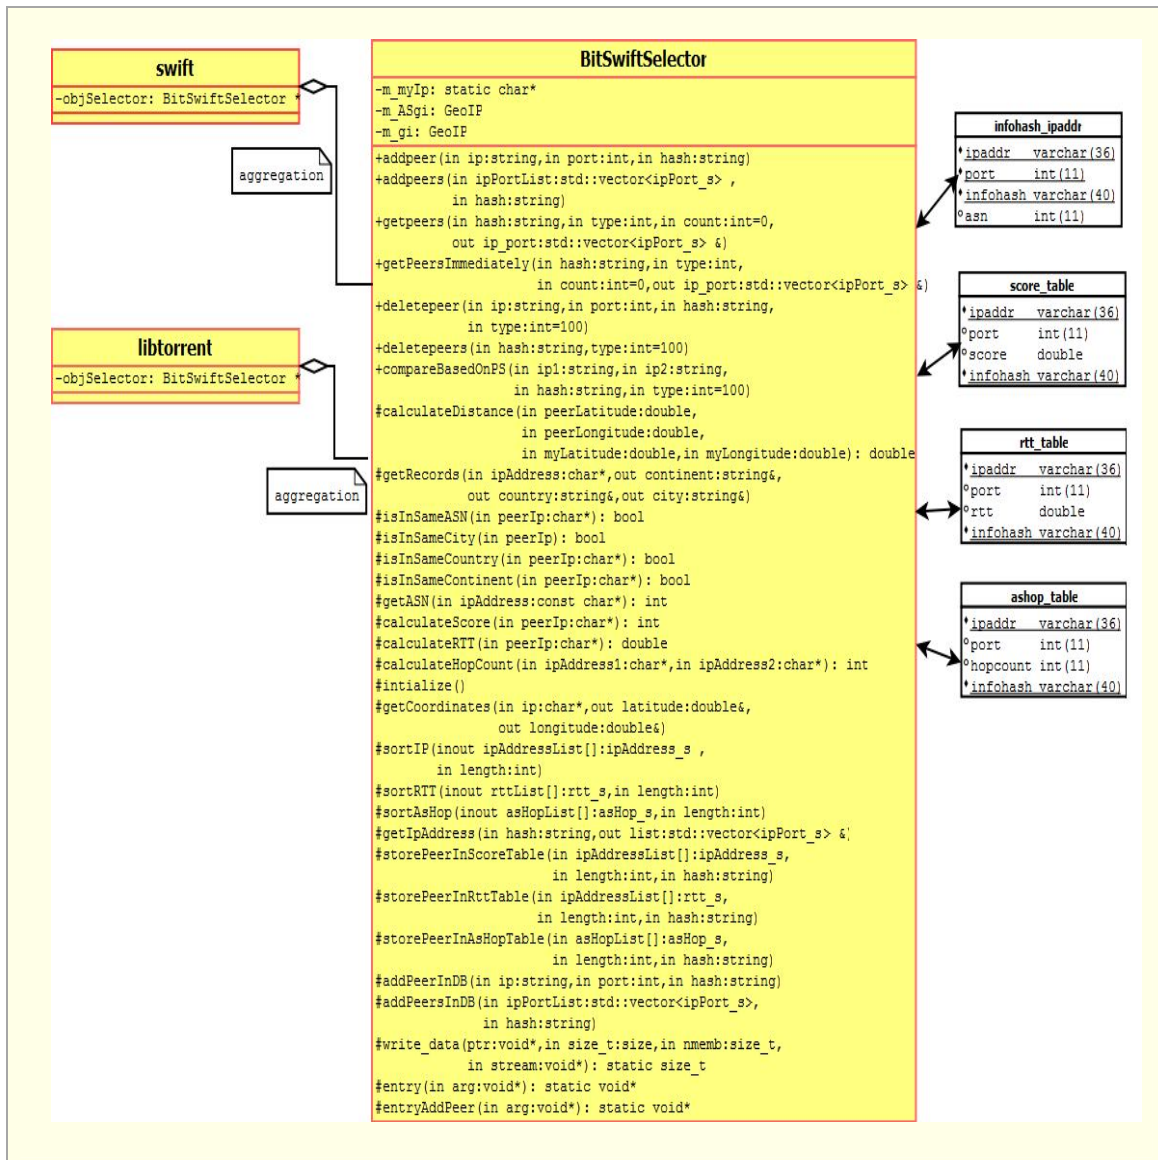 swift
-objSelector: BitSwiftSelector *
aggregation
libtorrent
-objSelector: BitSwiftSelector *
aggregation
BitSwiftSelector
-m_myIp: static char*
-m_ASgi: GeoIP
-m_gi: GeoIP
+addpeer(in ip:string,in port:int,in hash:string)
+addpeers(in ipPortList:std::vector<ipPort_s> ,
in hash:string)
+getpeers(in hash:string,in type:int,in count:int=0,
out ip_port:std::vector<ipPort_s> &)
+getPeersImmediately(in hash:string,in type:int,
in count:int=0,out ip_port:std::vector<ipPort_s> &)
+deletepeer(in ip:string,in port:int,in hash:string,
in type:int=100)
+deletepeers(in hash:string,type:int=100)
+compareBasedOnPS(in ip1:string,in ip2:string,
in hash:string,in type:int=100)
#calculateDistance(in peerLatitude:double,
in peerLongitude:double,
in myLatitude:double,in myLongitude:double): double
#getRecords(in ipAddress:char*,out continent:string&,
out country:string&,out city:string&)
#isInSameASN(in peerIp:char*): bool
#isInSameCity(in peerIp): bool
#isInSameCountry(in peerIp:char*): bool
#isInSameContinent(in peerIp:char*): bool
#getASN(in ipAddress:const char*): int
#calculateScore(in peerIp:char*): int
#calculateRTT(in peerIp:char*): double
#calculateHopCount(in ipAddress1:char*,in ipAddress2:char*): int
#intialize()
#getCoordinates(in ip:char*,out latitude:double&,
out longitude:double&)
#sortIP(inout ipAddressList[]:ipAddress_s ,
in length:int)
#sortRTT(inout rttList[]:rtt_s,in length:int)
#sortAsHop(inout asHopList[]:asHop_s,in length:int)
#getIpAddress(in hash:string,out list:std::vector<ipPort_s> &)
#storePeerInScoreTable(in ipAddressList[]:ipAddress_s,
in length:int,in hash:string)
#storePeerInRttTable(in ipAddressList[]:rtt_s,
in length:int,in hash:string)
#storePeerInAsHopTable(in asHopList[]:asHop_s,
in length:int,in hash:string)
#addPeerInDB(in ip:string,in port:int,in hash:string)
#addPeersInDB(in ipPortList:std::vector<ipPort_s>,
in hash:string)
#write_data(ptr:void*,in size_t:size,in nmemb:size_t,
in stream:void*): static size_t
#entry(in arg:void*): static void*
#entryAddPeer(in arg:void*): static void*
infohash_ipaddr
ipaddr varchar(36)
port int(11)
infohash varchar(40)
asn int(11)
score_table
ipaddr varchar(36)
port int(11)
score double
infohash varchar(40)
rtt_table
ipaddr varchar(36)
port int(11)
rtt double
infohash varchar(40)
ashop_table
ipaddr varchar(36)
port int(11)
hopcount int(11)
infohash varchar(40)